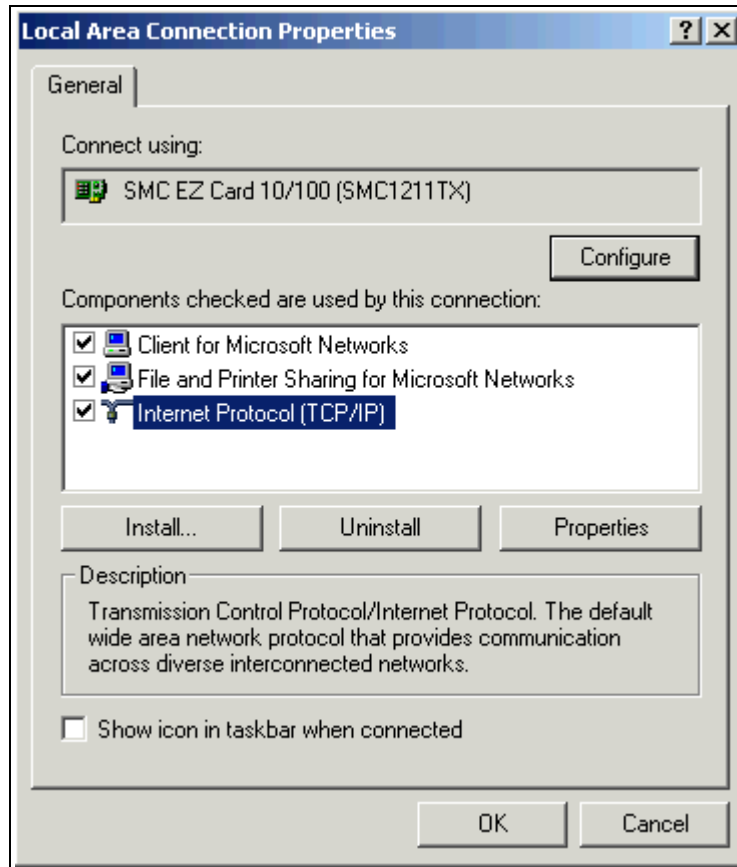 Local Area Connection Properties
General
Connect using:
SMC EZ Card 10/100 (SMC1211TX)
Configure
Components checked are used by this connection:
Client for Microsoft Networks
File and Printer Sharing for Microsoft Networks
Internet Protocol (TCP/IP)
Install... Uninstall Properties
Description
Transmission Control Protocol/Internet Protocol. The default
wide area network protocol that provides communication
across diverse interconnected networks.
Show icon in taskbar when connected
OK Cancel